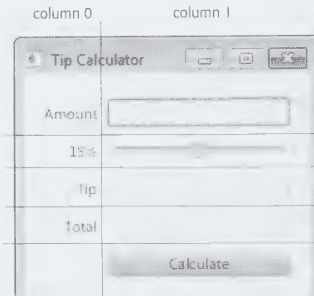 column 0 column 1
Tip Calculator
Amount
15%
Tip
Total
Calculate